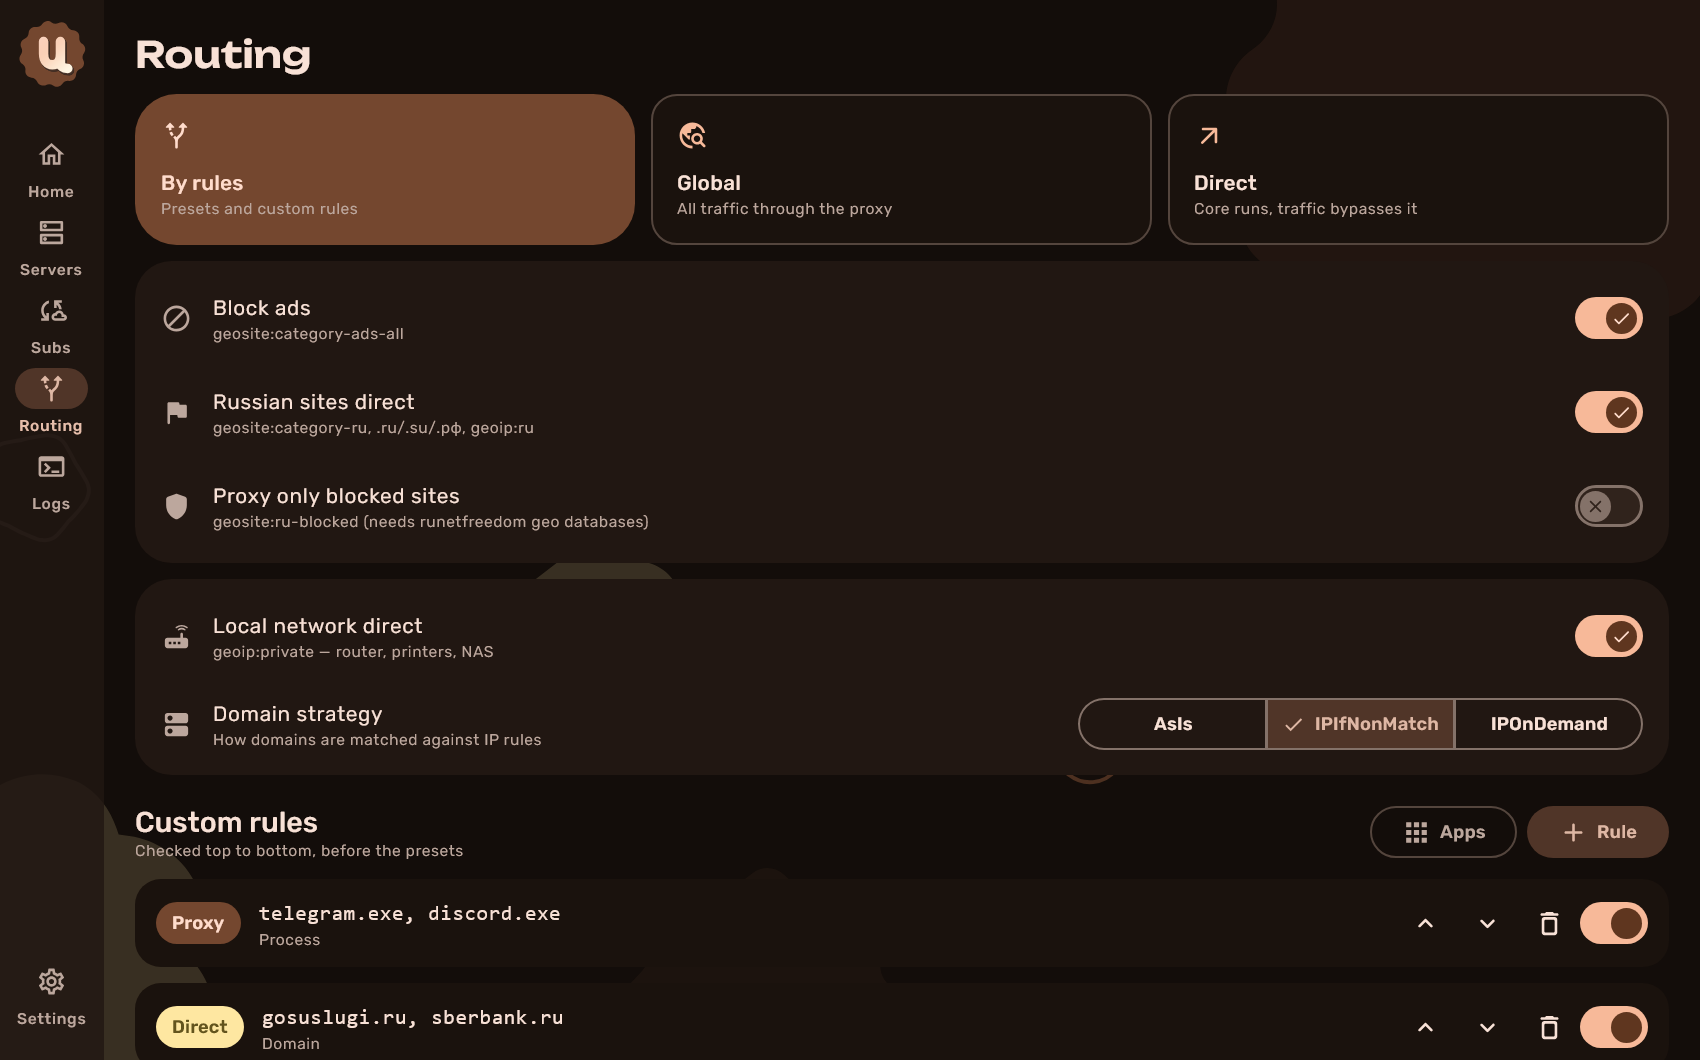 Routing
By rules
Presets and custom rules
Global
All traffic through the proxy
Direct
Core runs, traffic bypasses it
Home
Servers
Subs
Routing
Logs
Settings
Block ads
geosite:category-ads-all
Russian sites direct
geosite:category-ru, .ru/.su/.рф, geoip:ru
Proxy only blocked sites
geosite:ru-blocked (needs runetfreedom geo databases)
Local network direct
geoip:private — router, printers, NAS
Domain strategy
How domains are matched against IP rules
AsIs
IPIfNonMatch
IPOnDemand
Custom rules
Checked top to bottom, before the presets
Apps
Rule
Proxy
telegram.exe, discord.exe
Process
Direct
gosuslugi.ru, sberbank.ru
Domain